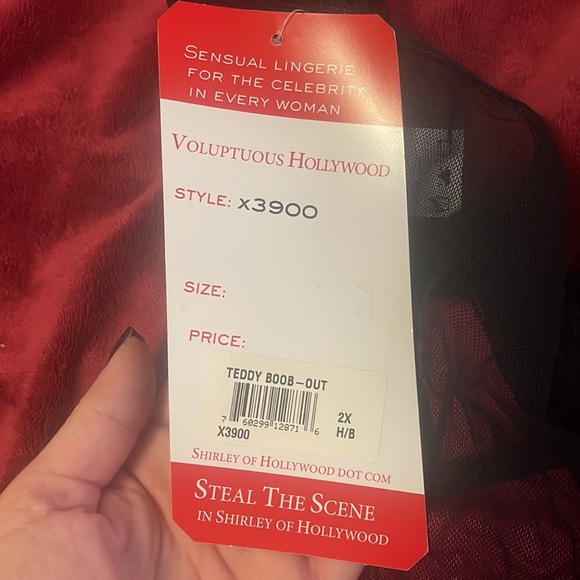 SENSUAL LINGERIE
FOR THE CELEBRITY
IN EVERY WOMAN
VOLUPTUOUS HOLLYWOOD
STYLE: x3900
SIZE:
PRICE:
TEDDY BOOB-OUT
7 60299 12871 6
2X
X3900
H/B
SHIRLEY OF HOLLYWOOD DOT COM
STEAL THE SCENE
IN SHIRLEY OF HOLLYWOOD